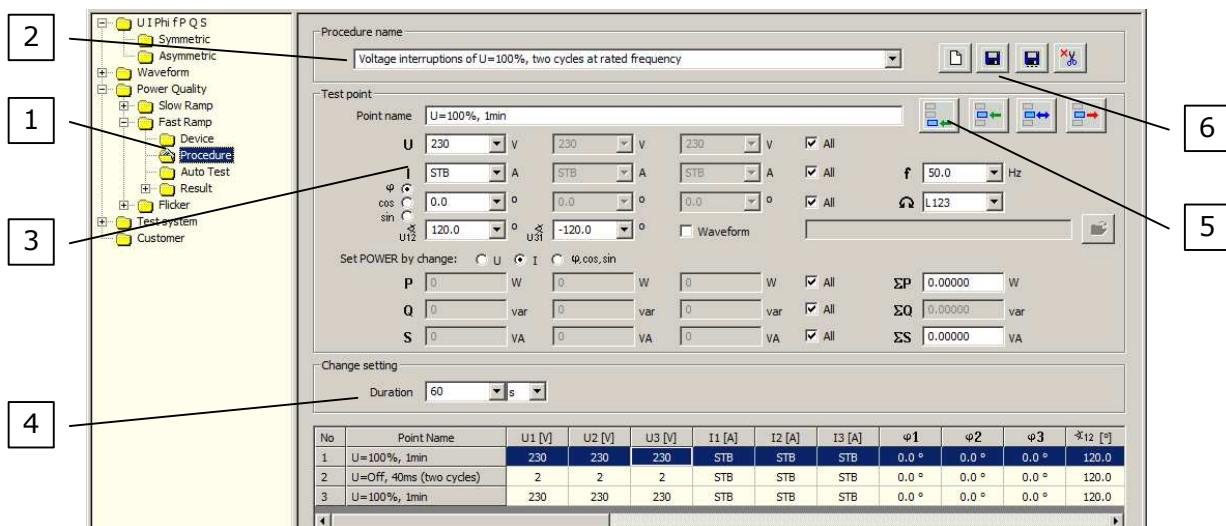 2
1
3
4
6
5
U I Phi f P Q S
Symmetric
Asymmetric
Waveform
Power Quality
Slow Ramp
Fast Ramp
Device
Procedure
Auto Test
Result
Flicker
Test system
Customer
Procedure name
Voltage interruptions of U=100%, two cycles at rated frequency
Test point
Point name U=100%, 1min
U 230 V 230 V 230 V All
I STB A STB A STB A All f 50.0 Hz
φ
cos 0.0 ° 0.0 ° 0.0 ° All L123
sin
U12 120.0 ° U31 -120.0 ° Waveform
Set POWER by change: U I φ,cos,sin
P 0 W 0 W 0 W All ΣP 0.00000 W
Q 0 var 0 var 0 var All ΣQ 0.00000 var
S 0 VA 0 VA 0 VA All ΣS 0.00000 VA
Change setting
Duration 60 s
No Point Name U1 [V] U2 [V] U3 [V] I1 [A] I2 [A] I3 [A] φ1 φ2 φ3 ∢12 [°]
1 U=100%, 1min 230 230 230 STB STB STB 0.0 ° 0.0 ° 0.0 ° 120.0
2 U=Off, 40ms (two cycles) 2 2 2 STB STB STB 0.0 ° 0.0 ° 0.0 ° 120.0
3 U=100%, 1min 230 230 230 STB STB STB 0.0 ° 0.0 ° 0.0 ° 120.0